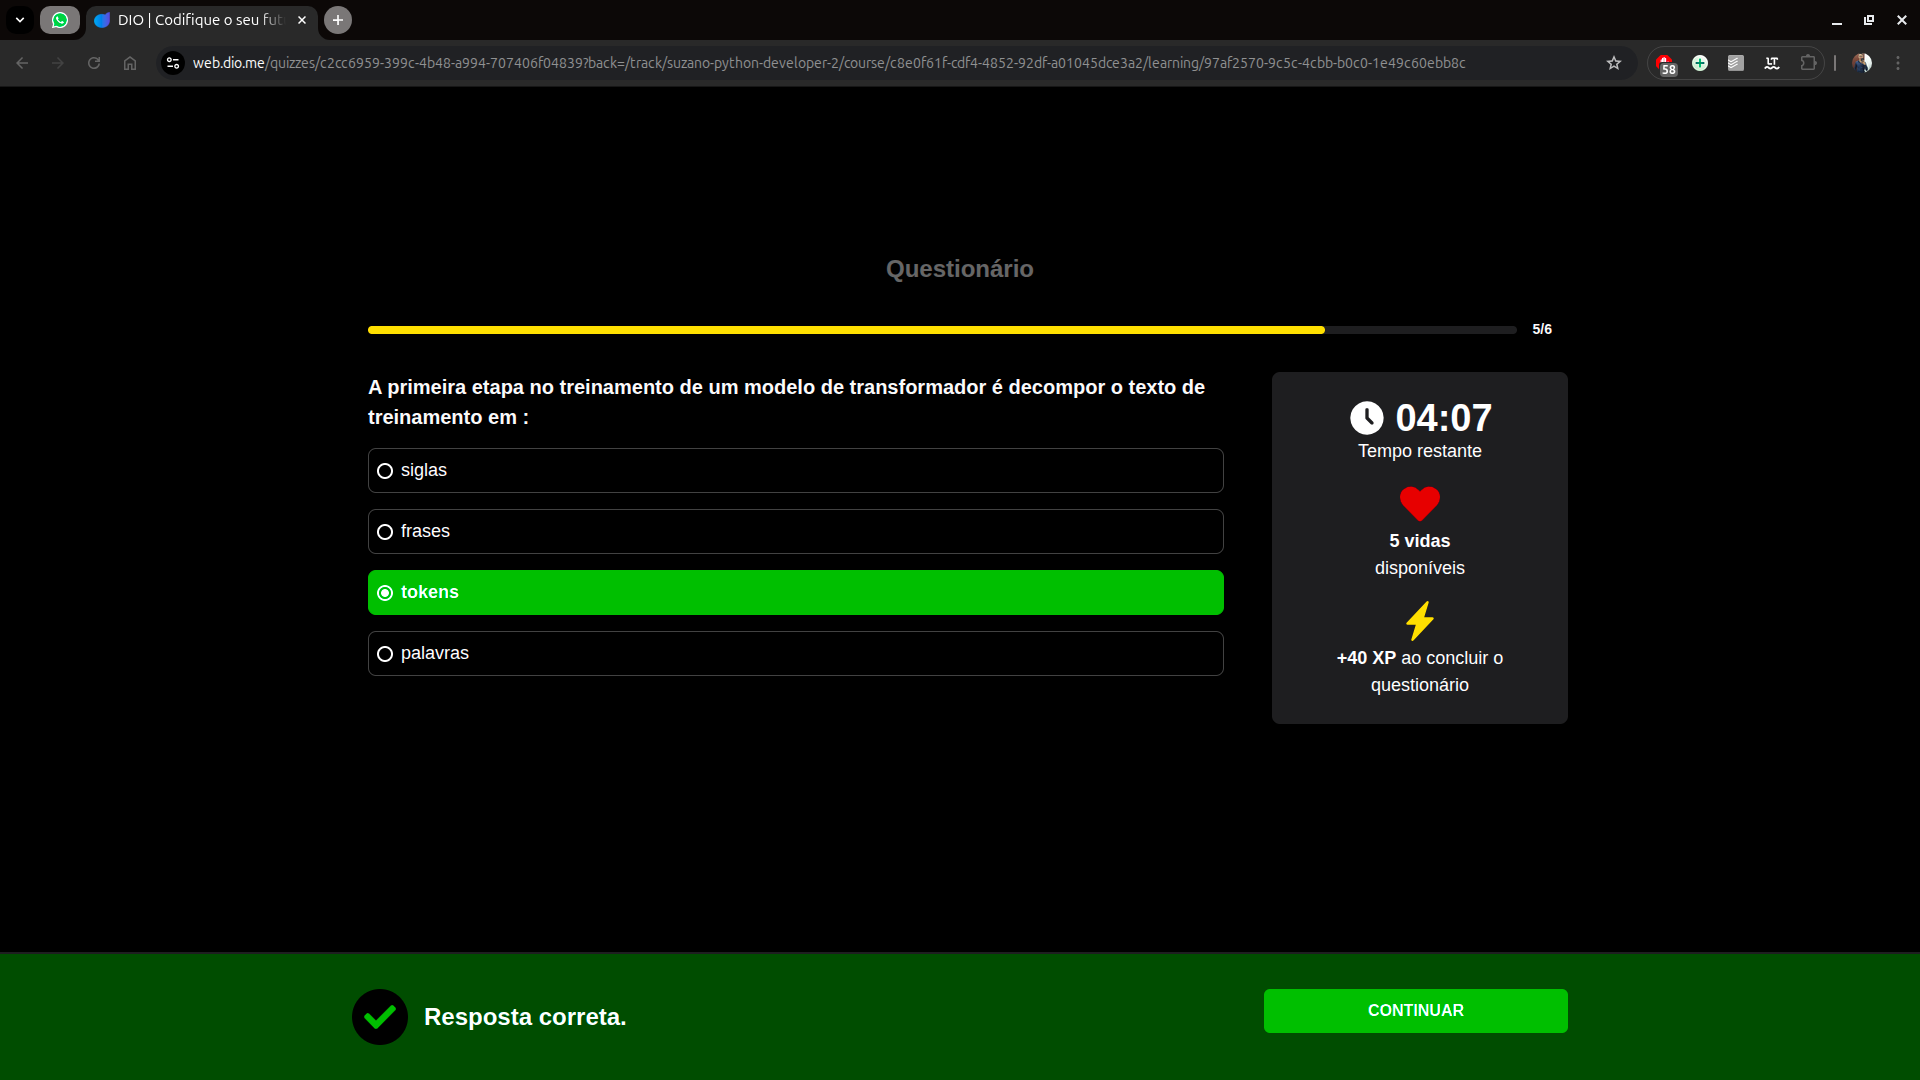 DIO | Codifique o seu fut
web.dio.me/quizzes/c2cc6959-399c-4b48-a994-707406f04839?back=/track/suzano-python-developer-2/course/c8e0f61f-cdf4-4852-92df-a01045dce3a2/learning/97af2570-9c5c-4cbb-b0c0-1e49c60ebb8c
58
LT
Questionário
5/6
A primeira etapa no treinamento de um modelo de transformador é decompor o texto de
treinamento em :
siglas
frases
tokens
palavras
04:07
Tempo restante
5 vidas
disponíveis
+40 XP ao concluir o
questionário
Resposta correta.
CONTINUAR